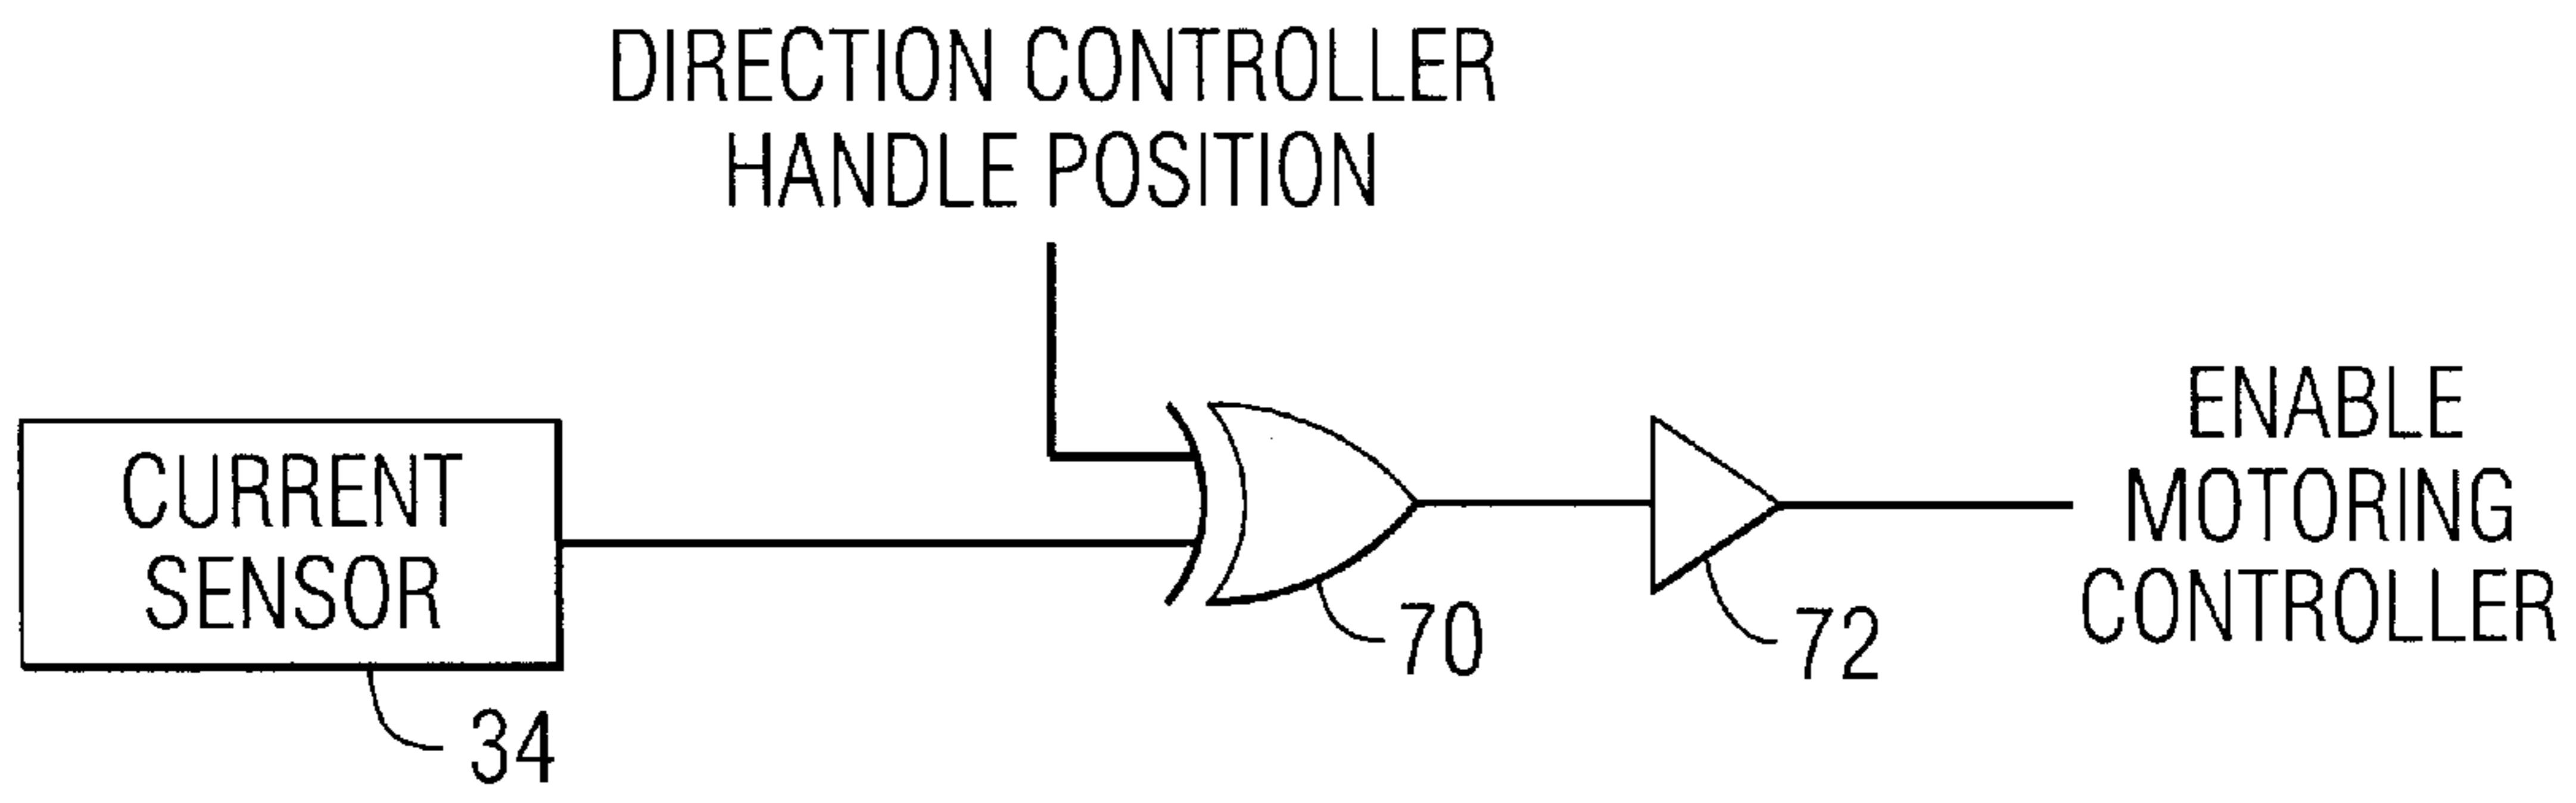 DIRECTION CONTROLLER
HANDLE POSITION
CURRENT
SENSOR
34
70
72
ENABLE
MOTORING
CONTROLLER